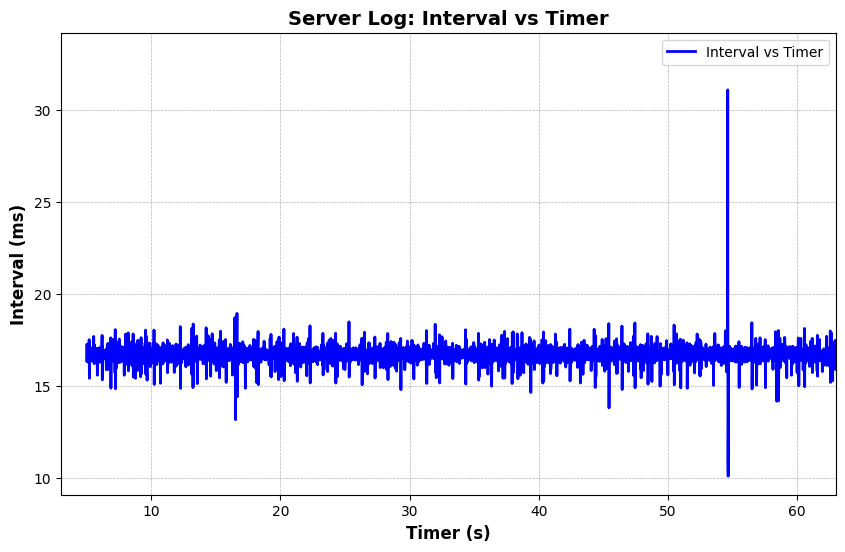 Server Log: Interval vs Timer
Interval vs Timer
Interval (ms)
30
25
20
15
10
10 20 30 40 50 60
Timer (s)